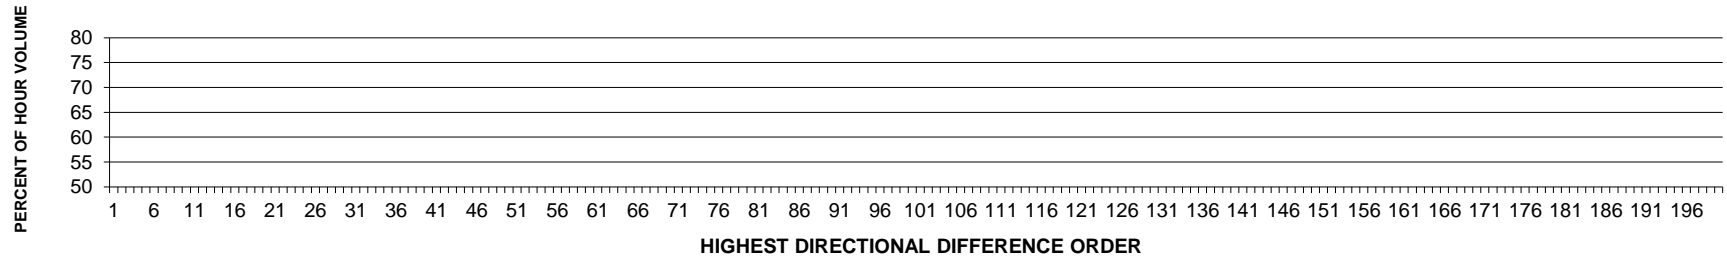 PERCENT OF HOUR VOLUME
80
75
70
65
60
55
50
1 6 11 16 21 26 31 36 41 46 51 56 61 66 71 76 81 86 91 96 101 106 111 116 121 126 131 136 141 146 151 156 161 166 171 176 181 186 191 196
HIGHEST DIRECTIONAL DIFFERENCE ORDER